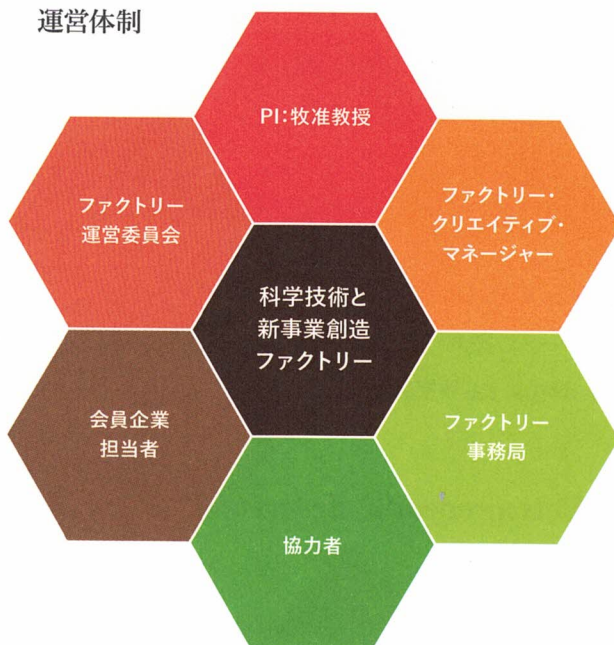 運営体制
PI:牧准教授
ファクトリー
運営委員会
ファクトリー・
クリエイティブ・
マネージャー
科学技術と
新事業創造
ファクトリー
会員企業
担当者
ファクトリー
事務局
協力者